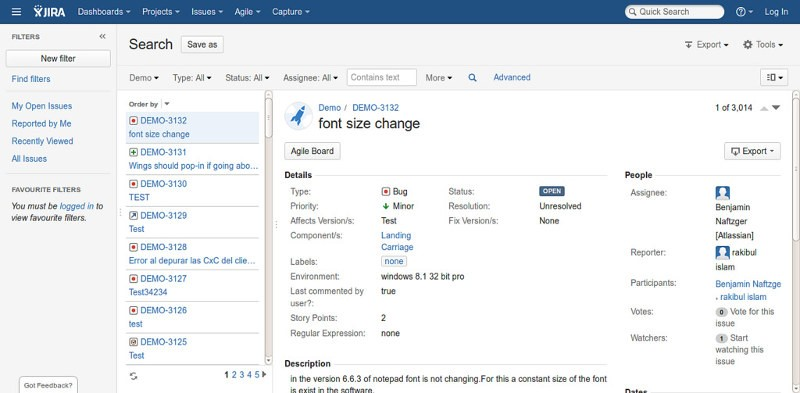 JIRA Dashboards Projects Issues Agile Capture Quick Search Log In
FILTERS
New filter
Find filters
My Open Issues
Reported by Me
Recently Viewed
All Issues
FAVOURITE FILTERS
You must be logged in to
view favourite filters.
Got Feedback?
Search Save as Export Tools
Demo Type: All Status: All Assignee: All Contains text More Advanced
Order by
DEMO-3132
font size change
DEMO-3131
Wings should pop-in if going abo...
DEMO-3130
TEST
DEMO-3129
Test
DEMO-3128
Error al depurar las CxC del clie...
DEMO-3127
Test34234
DEMO-3126
test
DEMO-3125
Test
1 2 3 4 5
Demo / DEMO-3132
1 of 3,014
font size change
Agile Board
Export
Details
Type: Bug Status: OPEN
Priority: Minor Resolution: Unresolved
Affects Version/s: Test Fix Version/s: None
Component/s: Landing
Carriage
Labels: none
Environment: windows 8.1 32 bit pro
Last commented by true
user?:
Story Points: 2
Regular Expression: none
Description
in the version 6.6.3 of notepad font is not changing.For this a constant size of the font
is exist in the software.
People
Assignee:
Benjamin
Naftzger
[Atlassian]
Reporter: rakibul
islam
Participants: Benjamin Naftzge
, rakibul islam
Votes: 0 Vote for this
issue
Watchers: 1 Start
watching this
issue
Dates